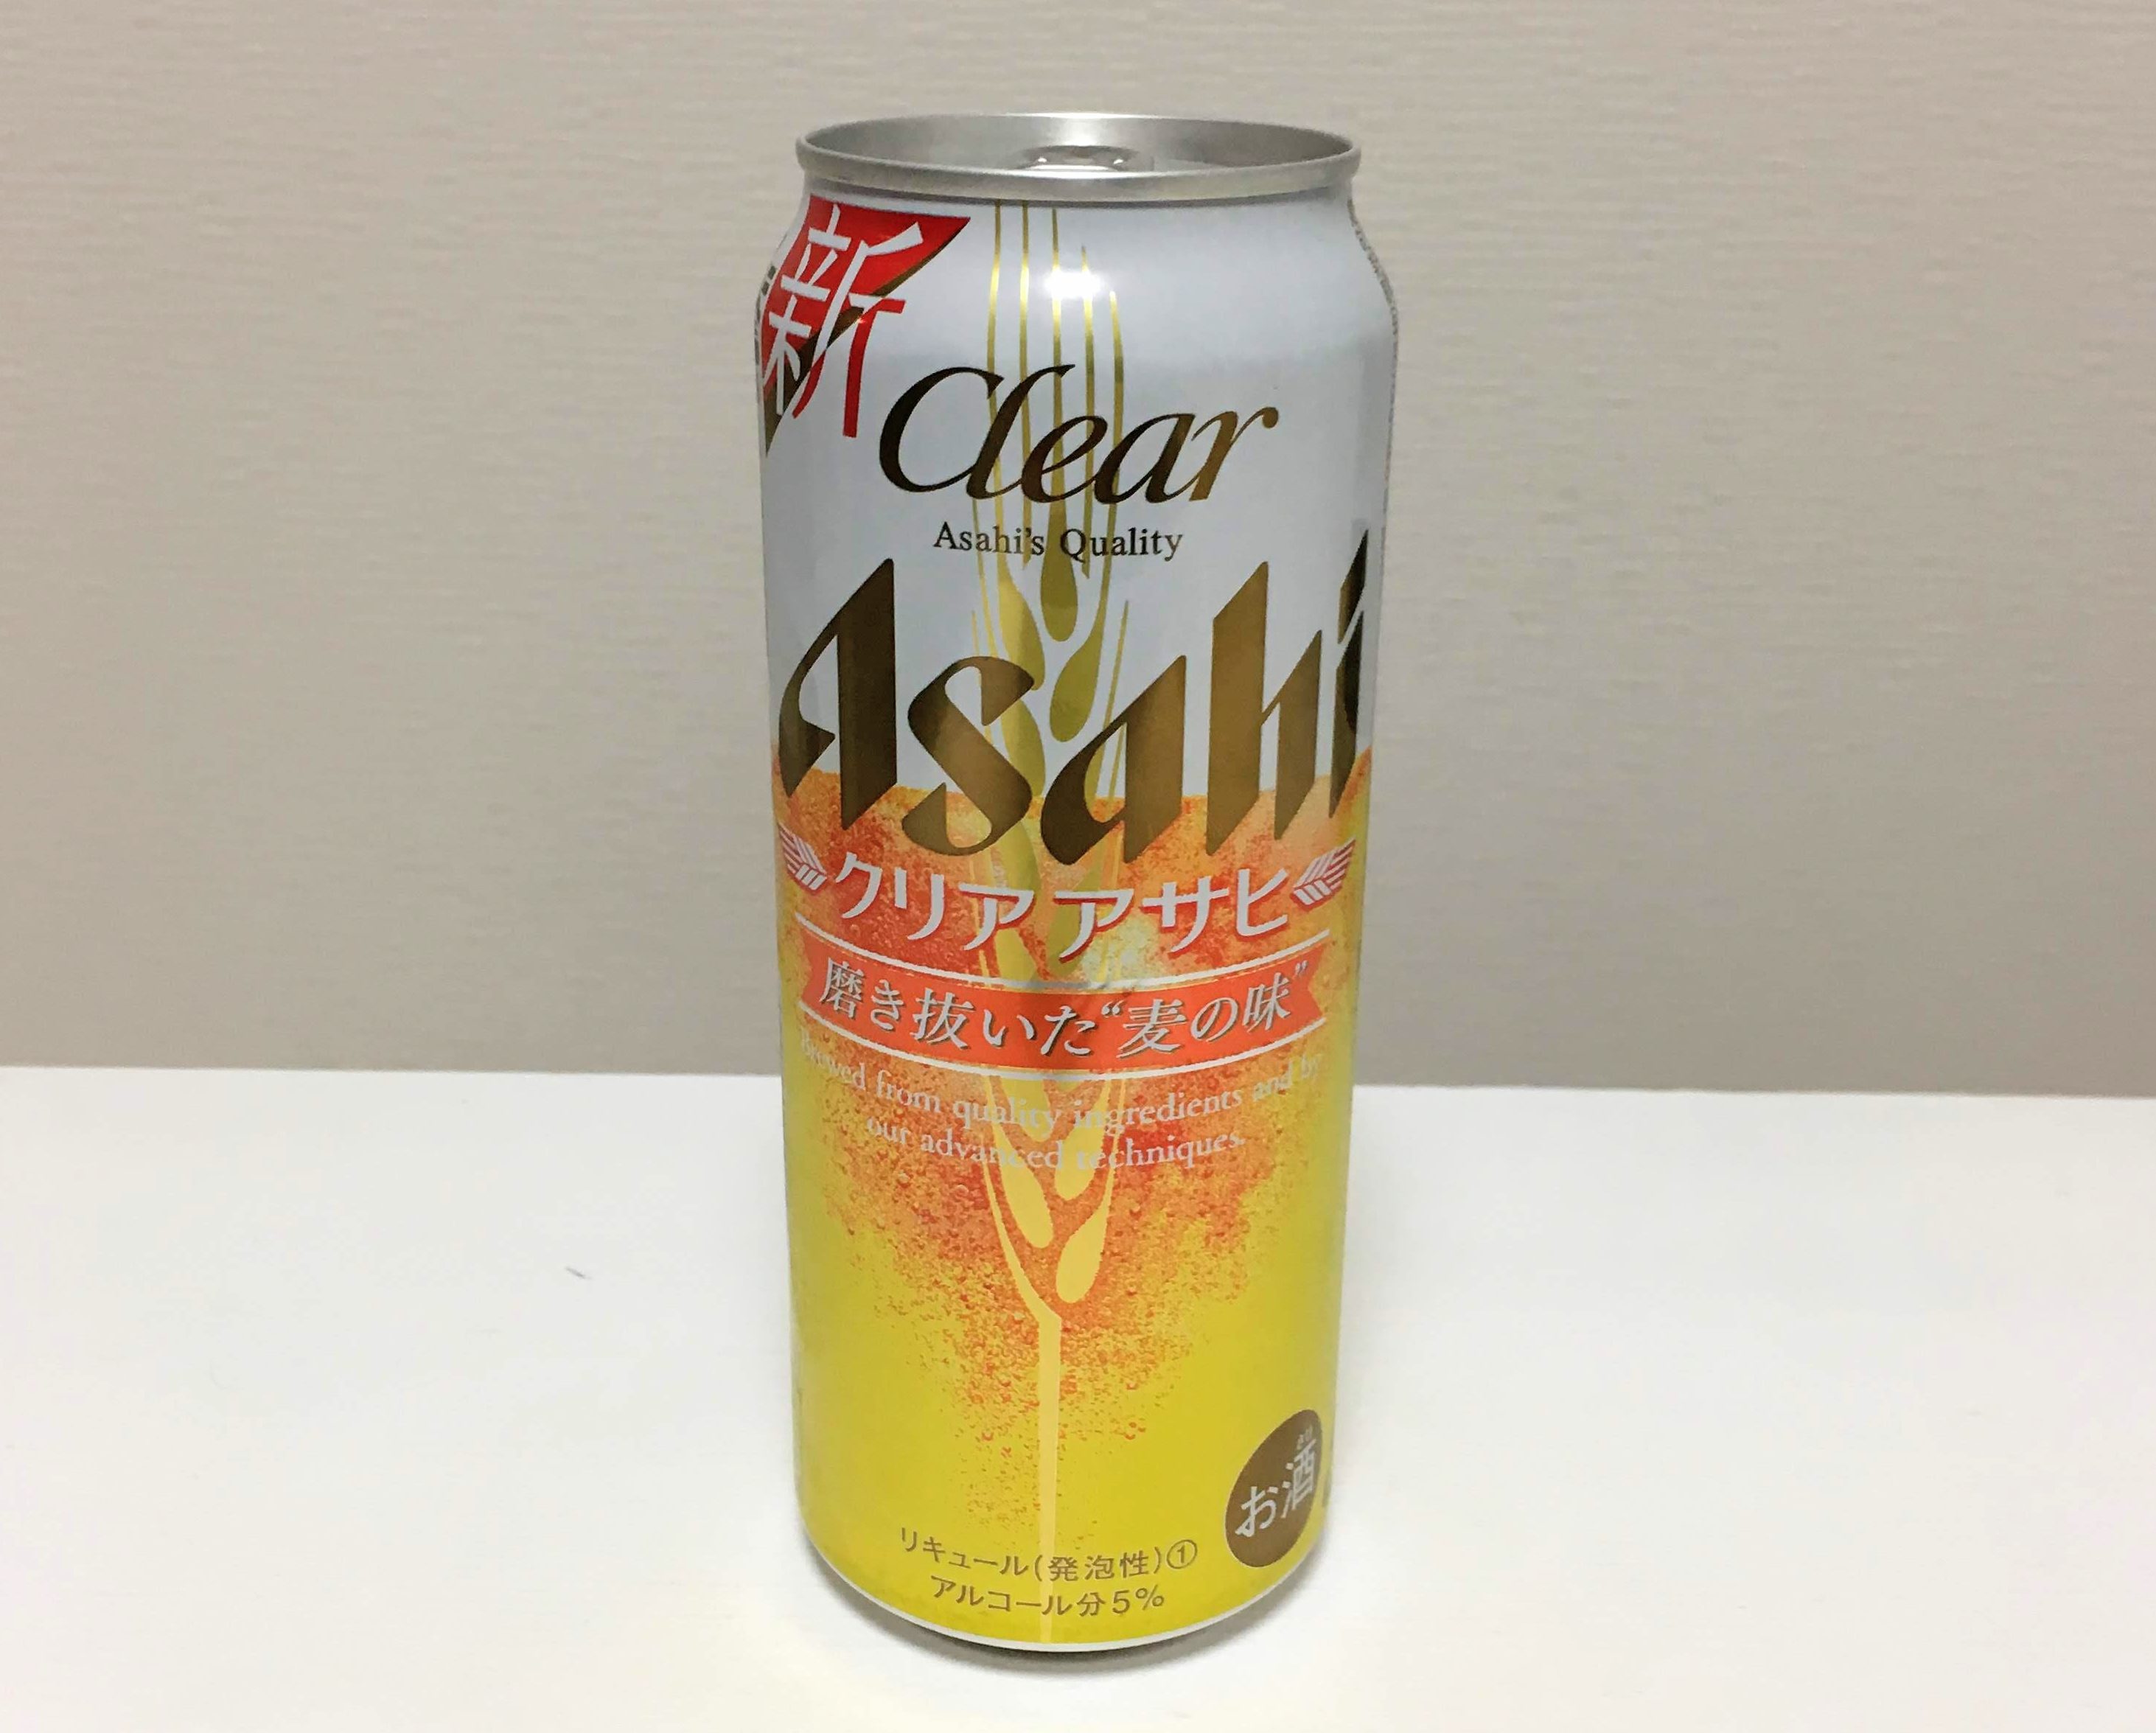 新
Clear
Asahi's Quality
Asahi
クリアアサヒ
磨き抜いた“麦の味”
Brewed from quality ingredients and by
our advanced techniques.
お酒
リキュール(発泡性)①
アルコール分5%